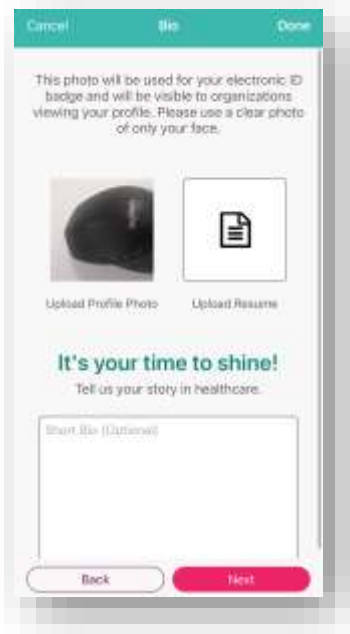 Cancel Bio Done
This photo will be used for your electronic ID
badge and will be visible to organizations
viewing your profile. Please use a clear photo
of only your face.
Upload Profile Photo Upload Resume
It's your time to shine!
Tell us your story in healthcare.
Short Bio (Optional)
Back Next